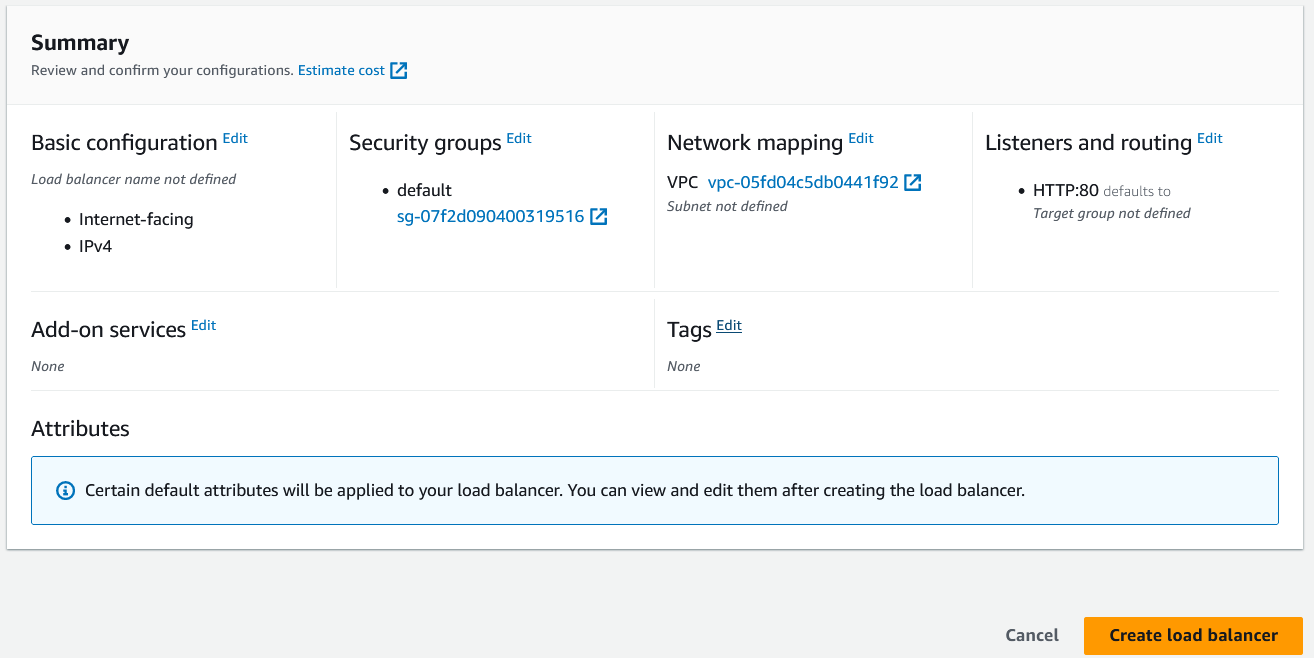 Summary
Review and confirm your configurations. Estimate cost
Basic configuration Edit
Load balancer name not defined
• Internet-facing
• IPv4
Security groups Edit
• default
sg-07f2d090400319516
Network mapping Edit
VPC vpc-05fd04c5db0441f92
Subnet not defined
Listeners and routing Edit
• HTTP:80 defaults to
Target group not defined
Add-on services Edit
None
Tags Edit
None
Attributes
Certain default attributes will be applied to your load balancer. You can view and edit them after creating the load balancer.
Cancel
Create load balancer